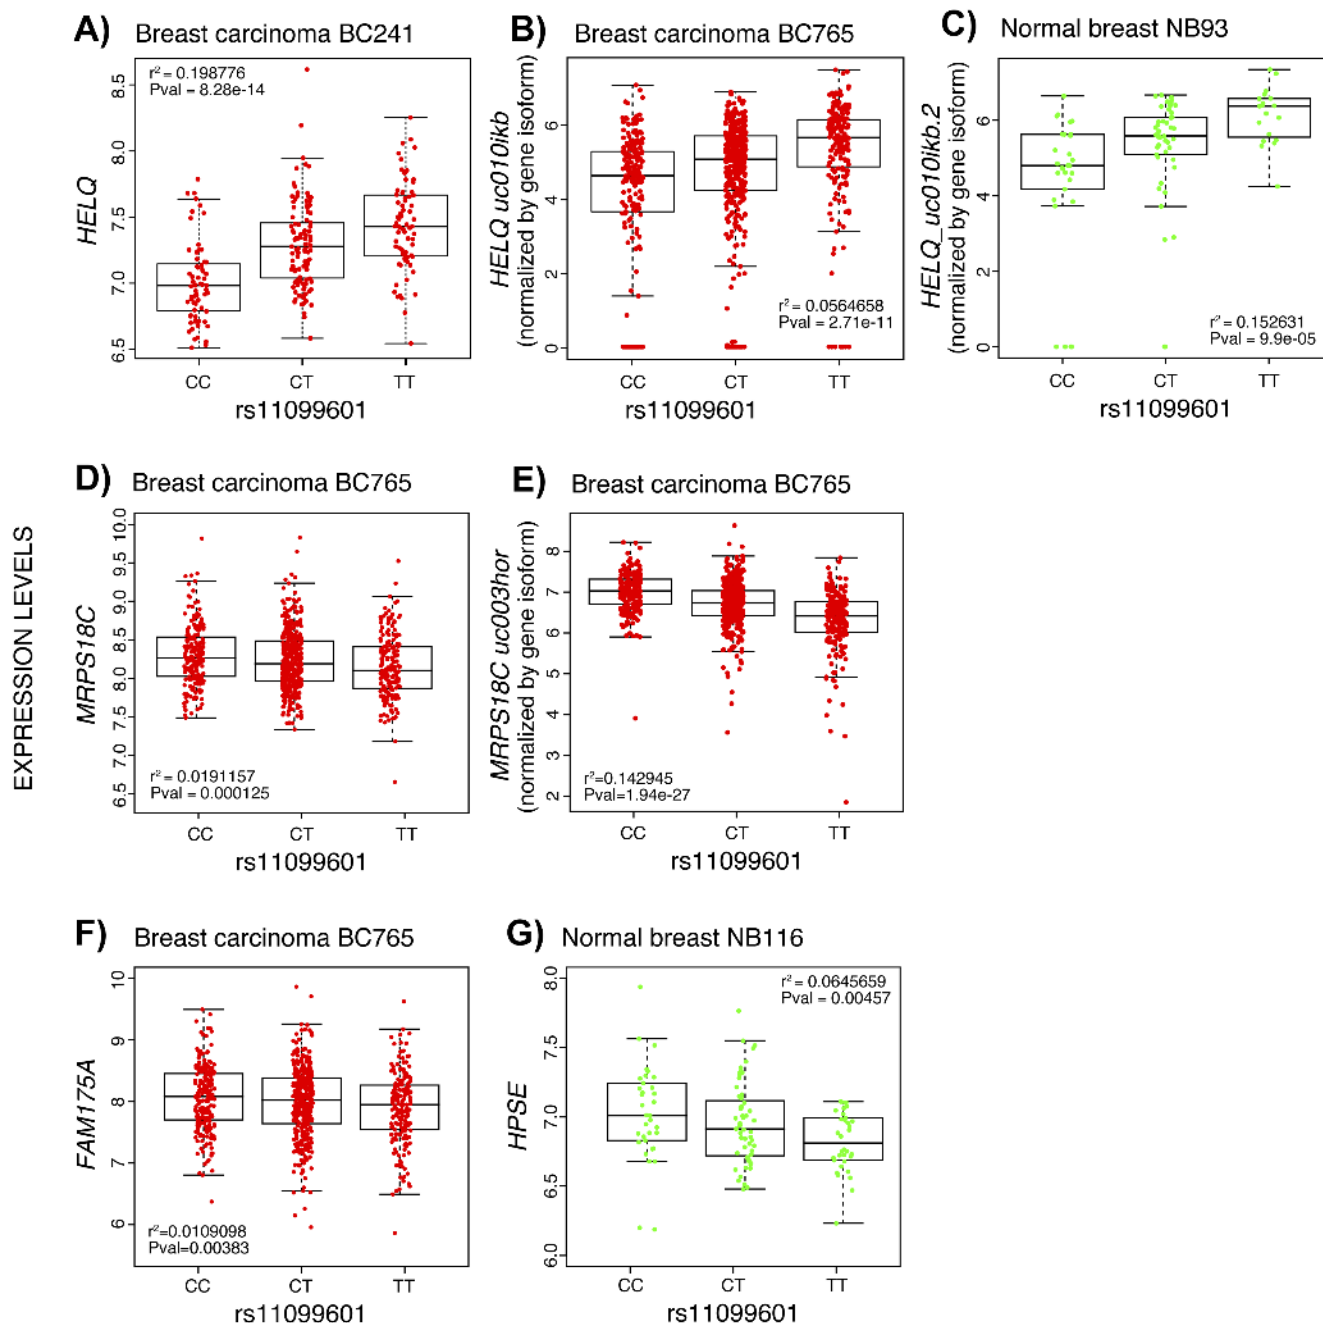 A) Breast carcinoma BC241
r² = 0.198776
Pval = 8.28e-14
HELQ
8.5
8.0
7.5
7.0
6.5
CC CT TT
rs11099601
B) Breast carcinoma BC765
HELQ uc010ikb
(normalized by gene isoform)
6
4
2
0
r² = 0.0564658
Pval = 2.71e-11
CC CT TT
rs11099601
C) Normal breast NB93
HELQ_uc010ikb.2
(normalized by gene isoform)
6
4
2
0
r² = 0.152631
Pval = 9.9e-05
CC CT TT
rs11099601
EXPRESSION LEVELS
D) Breast carcinoma BC765
MRPS18C
10.0
9.5
9.0
8.5
8.0
7.5
7.0
6.5
r² = 0.0191157
Pval = 0.000125
CC CT TT
rs11099601
E) Breast carcinoma BC765
MRPS18C uc003hor
(normalized by gene isoform)
8
7
6
5
4
3
2
r²=0.142945
Pval=1.94e-27
CC CT TT
rs11099601
F) Breast carcinoma BC765
FAM175A
10
9
8
7
6
r²=0.0109098
Pval=0.00383
CC CT TT
rs11099601
G) Normal breast NB116
r² = 0.0645659
Pval = 0.00457
HPSE
8.0
7.5
7.0
6.5
6.0
CC CT TT
rs11099601